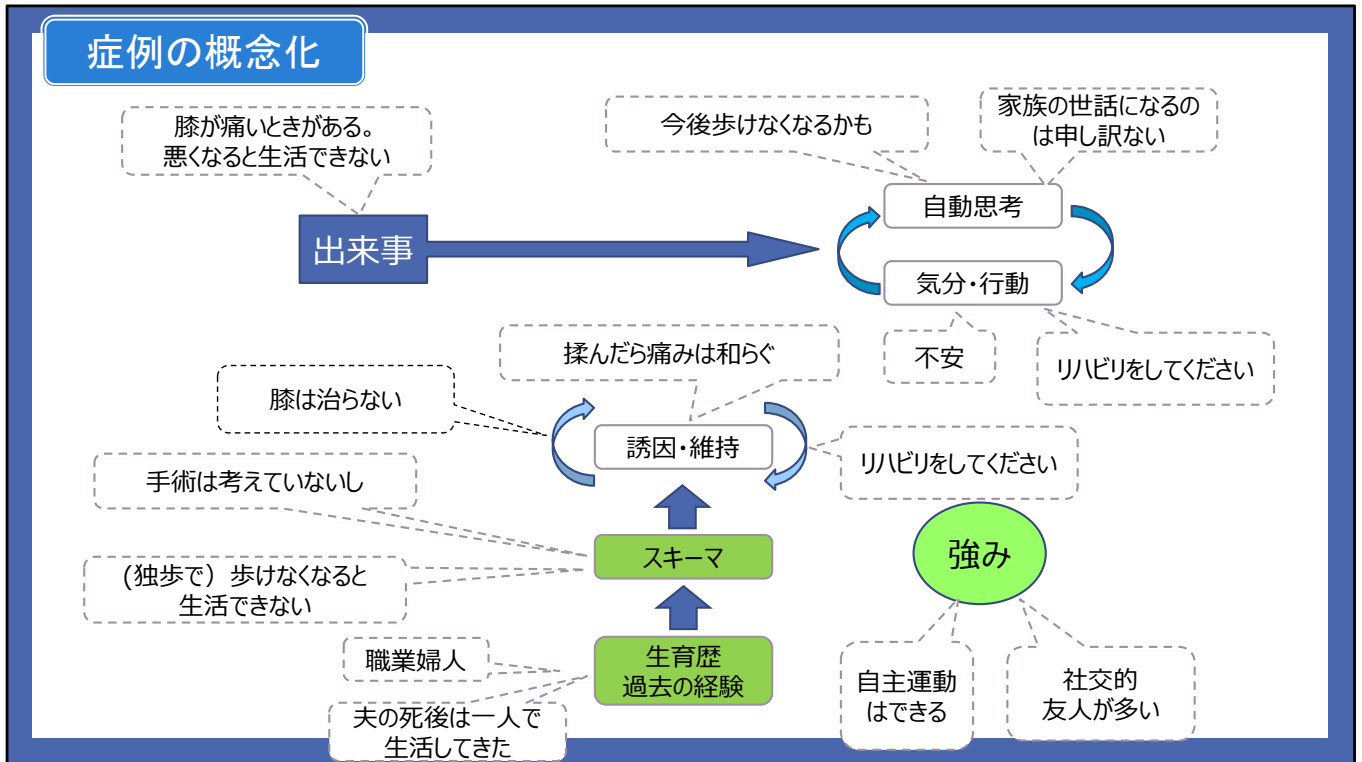 症例の概念化
膝が痛いときがある。
悪くなると生活できない
今後歩けなくなるかも
家族の世話になるの
は申し訳ない
出来事
自動思考
気分・行動
不安
リハビリをしてください
揉んだら痛みは和らぐ
膝は治らない
誘因・維持
リハビリをしてください
手術は考えていないし
スキーマ
(独歩で）歩けなくなると
生活できない
強み
職業婦人
生育歴
過去の経験
夫の死後は一人で
生活してきた
自主運動
はできる
社交的
友人が多い